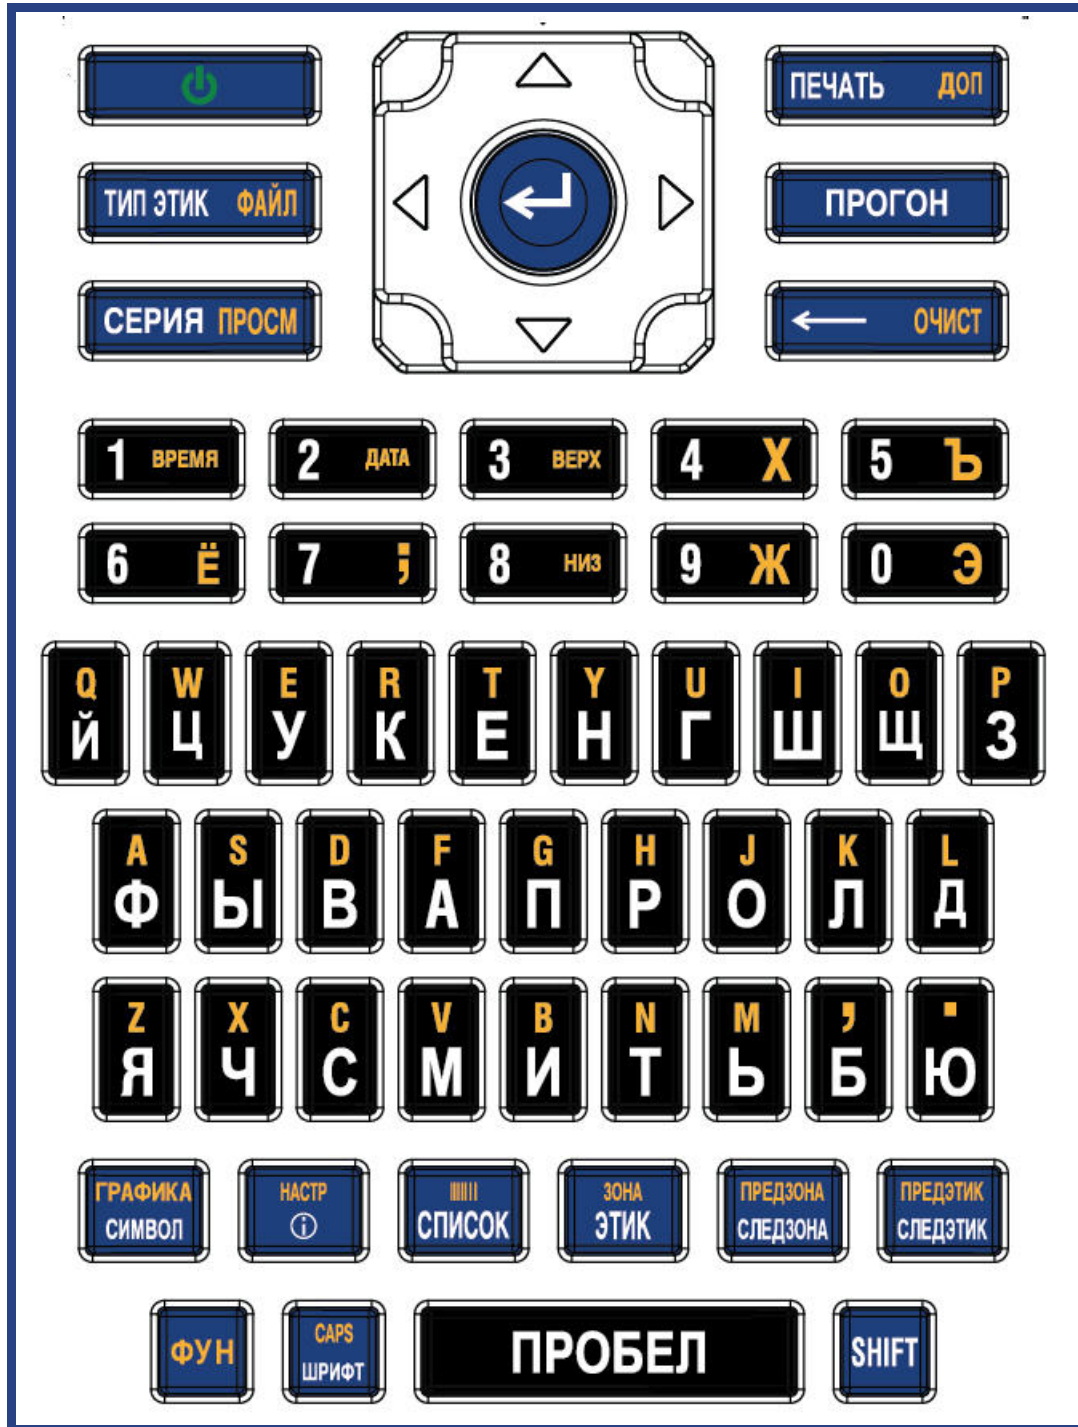 ПЕЧАТЬ ДОП
ТИП ЭТИК ФАЙЛ
ПРОГОН
СЕРИЯ ПРОСМ
ОЧИСТ
1 ВРЕМЯ 2 ДАТА 3 ВЕРХ 4 Х 5 Ъ
6 Ё 7 ; 8 НИЗ 9 Ж 0 Э
Q W E R T Y U I O P
Й Ц У К Е Н Г Ш Щ З
A S D F G H J K L
Ф Ы В А П Р О Л Д
Z X C V B N M , .
Я Ч С М И Т Ь Б Ю
ГРАФИКА НАСТР ЗОНА ПРЕДЗОНА ПРЕДЭТИК
СИМВОЛ i СПИСОК ЭТИК СЛЕДЗОНА СЛЕДЭТИК
ФУН CAPS ПРОБЕЛ SHIFT
ШРИФТ